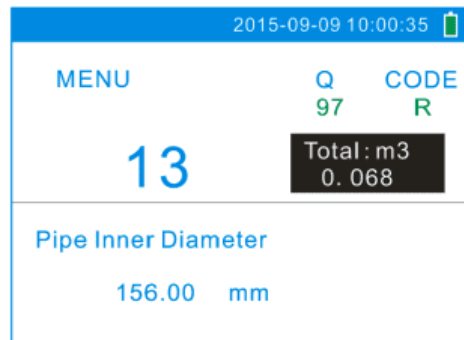 2015-09-09 10:00:35
MENU Q CODE
97 R
13
Total: m3
0.068
Pipe Inner Diameter
156.00 mm